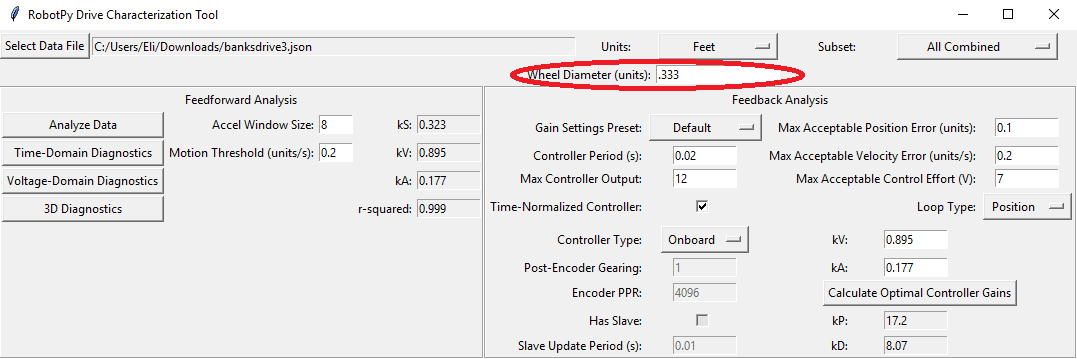 RobotPy Drive Characterization Tool
Select Data File C:/Users/Eli/Downloads/banksdrive3.json Units: Feet Subset: All Combined
Wheel Diameter (units): .333
Feedforward Analysis
Analyze Data Accel Window Size: 8 kS: 0.323
Time-Domain Diagnostics Motion Threshold (units/s): 0.2 kV: 0.895
Voltage-Domain Diagnostics kA: 0.177
3D Diagnostics r-squared: 0.999
Feedback Analysis
Gain Settings Preset: Default Max Acceptable Position Error (units): 0.1
Controller Period (s): 0.02 Max Acceptable Velocity Error (units/s): 0.2
Max Controller Output: 12 Max Acceptable Control Effort (V): 7
Time-Normalized Controller: Loop Type: Position
Controller Type: Onboard kV: 0.895
Post-Encoder Gearing: 1 kA: 0.177
Encoder PPR: 4096 Calculate Optimal Controller Gains
Has Slave: kP: 17.2
Slave Update Period (s): 0.01 kD: 8.07